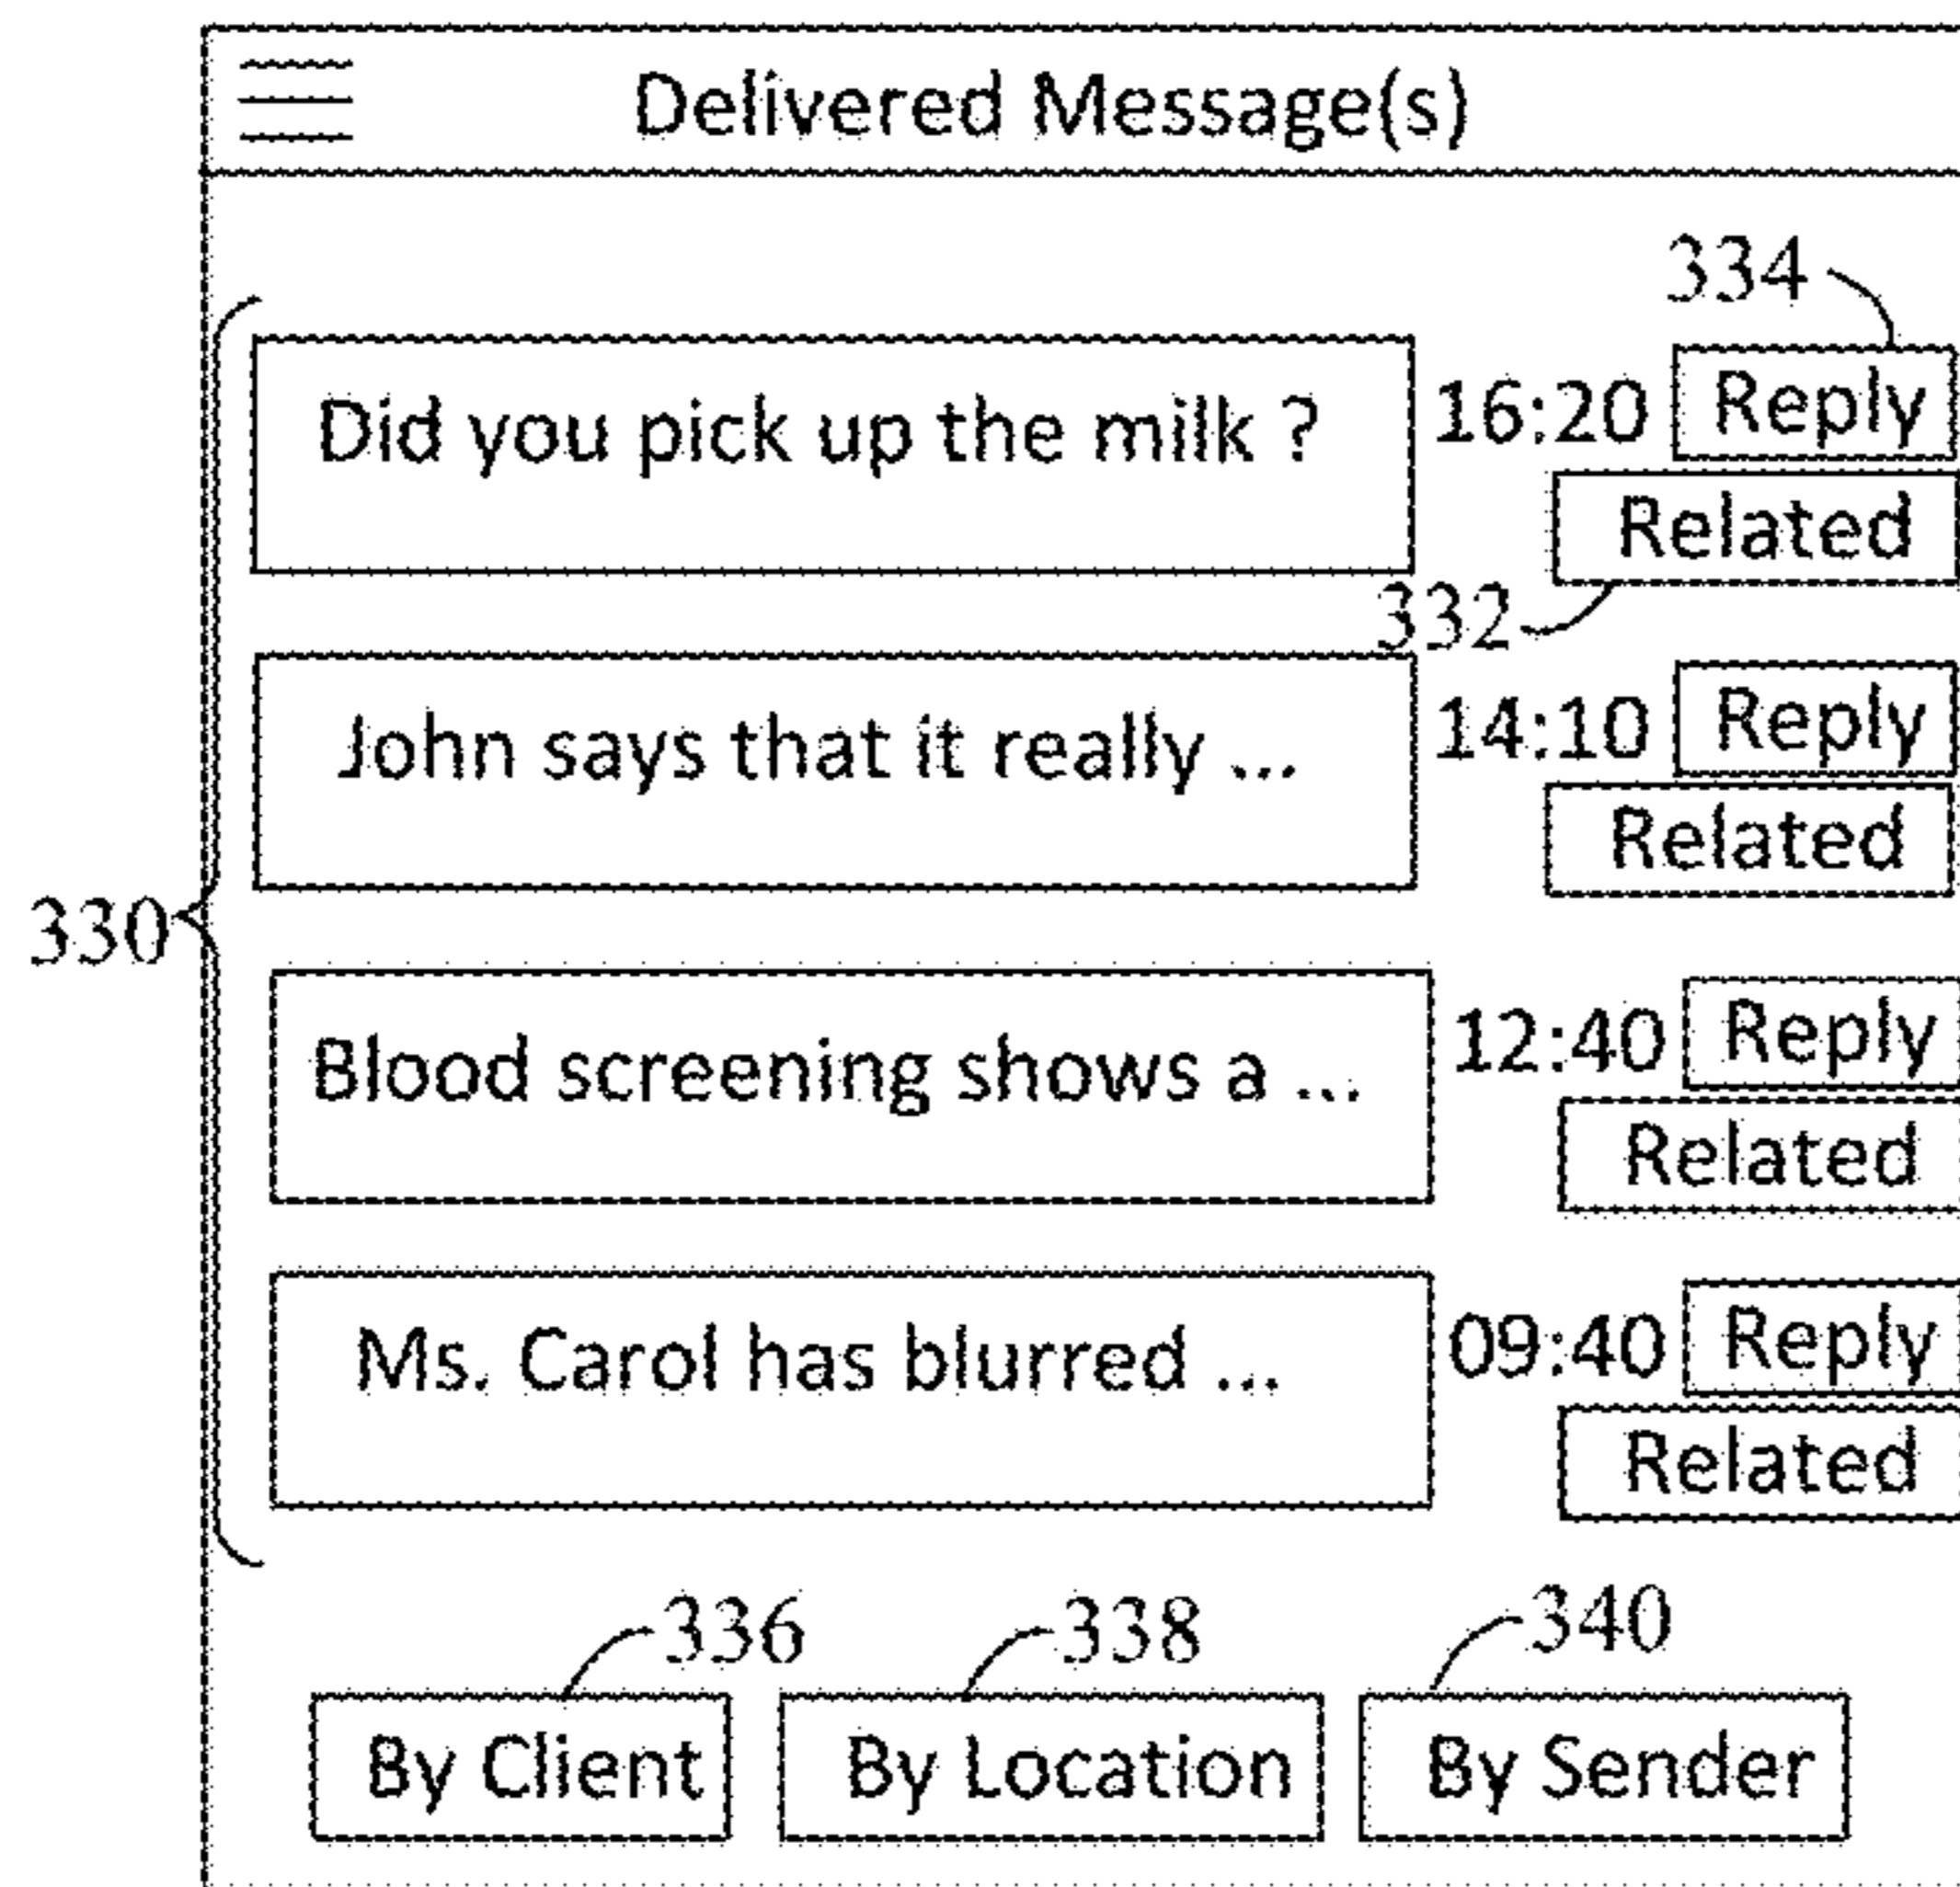 Delivered Message(s)
334
Did you pick up the milk ? 16:20 Reply
Related
332
John says that it really ... 14:10 Reply
Related
330
Blood screening shows a ... 12:40 Reply
Related
Ms. Carol has blurred ... 09:40 Reply
Related
336 338 340
By Client By Location By Sender